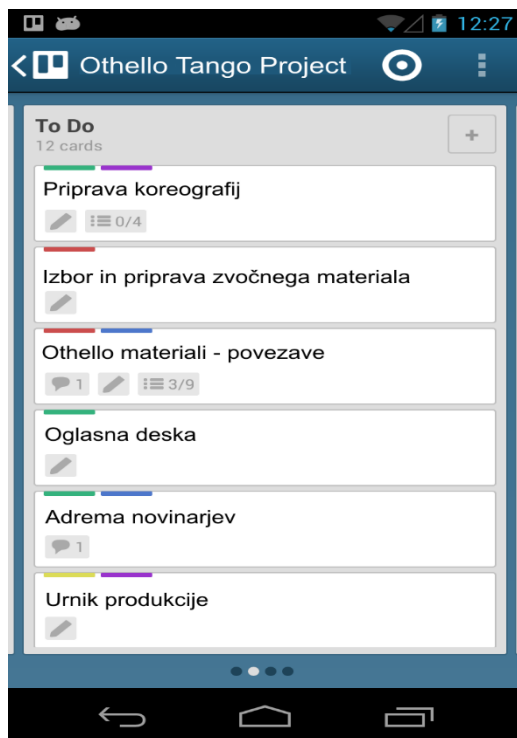 12:27
Othello Tango Project
To Do
12 cards
+
Priprava koreografij
0/4
Izbor in priprava zvočnega materiala
Othello materiali - povezave
1 3/9
Oglasna deska
Adrema novinarjev
1
Urnik produkcije